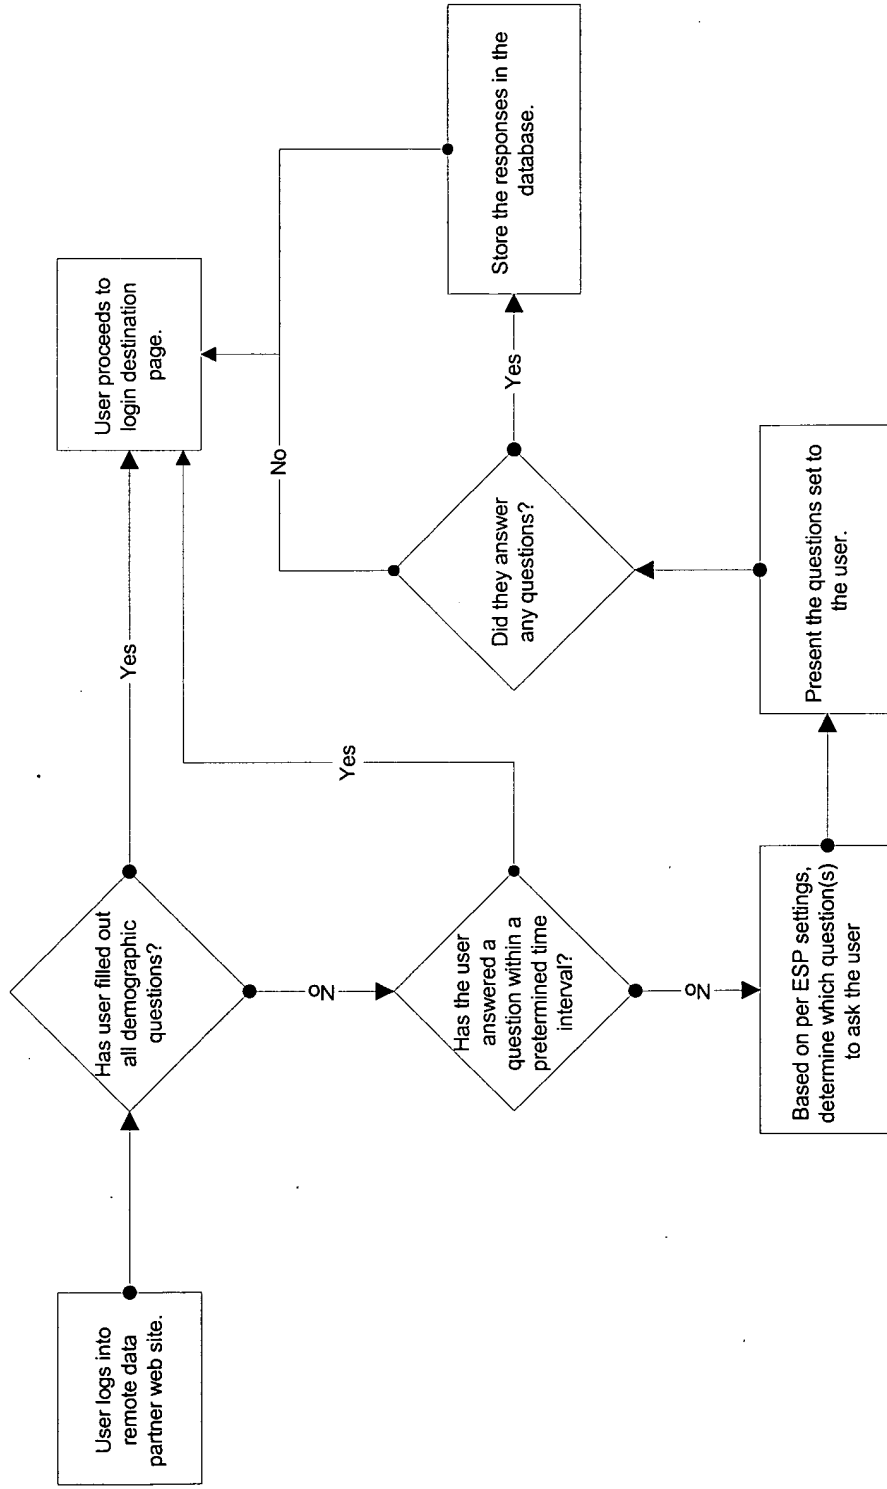 User logs into
remote data
partner web site.
Has user filled out
all demographic
questions?
Yes
User proceeds to
login destination
page.
No
Has the user
answered a
question within a
pretermined time
interval?
Yes
No
Based on per ESP settings,
determine which question(s)
to ask the user
Present the questions set to
the user.
Did they answer
any questions?
No
Yes
Store the responses in the
database.